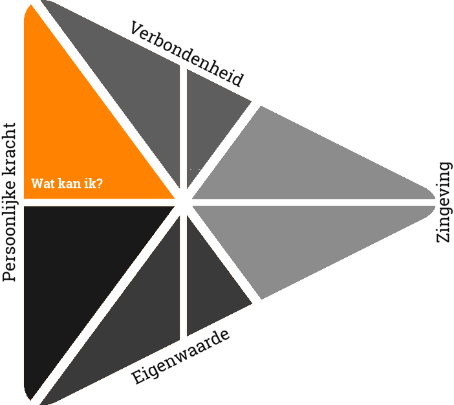 Verbondenheid
Persoonlijke kracht
Wat kan ik?
Zingeving
Eigenwaarde